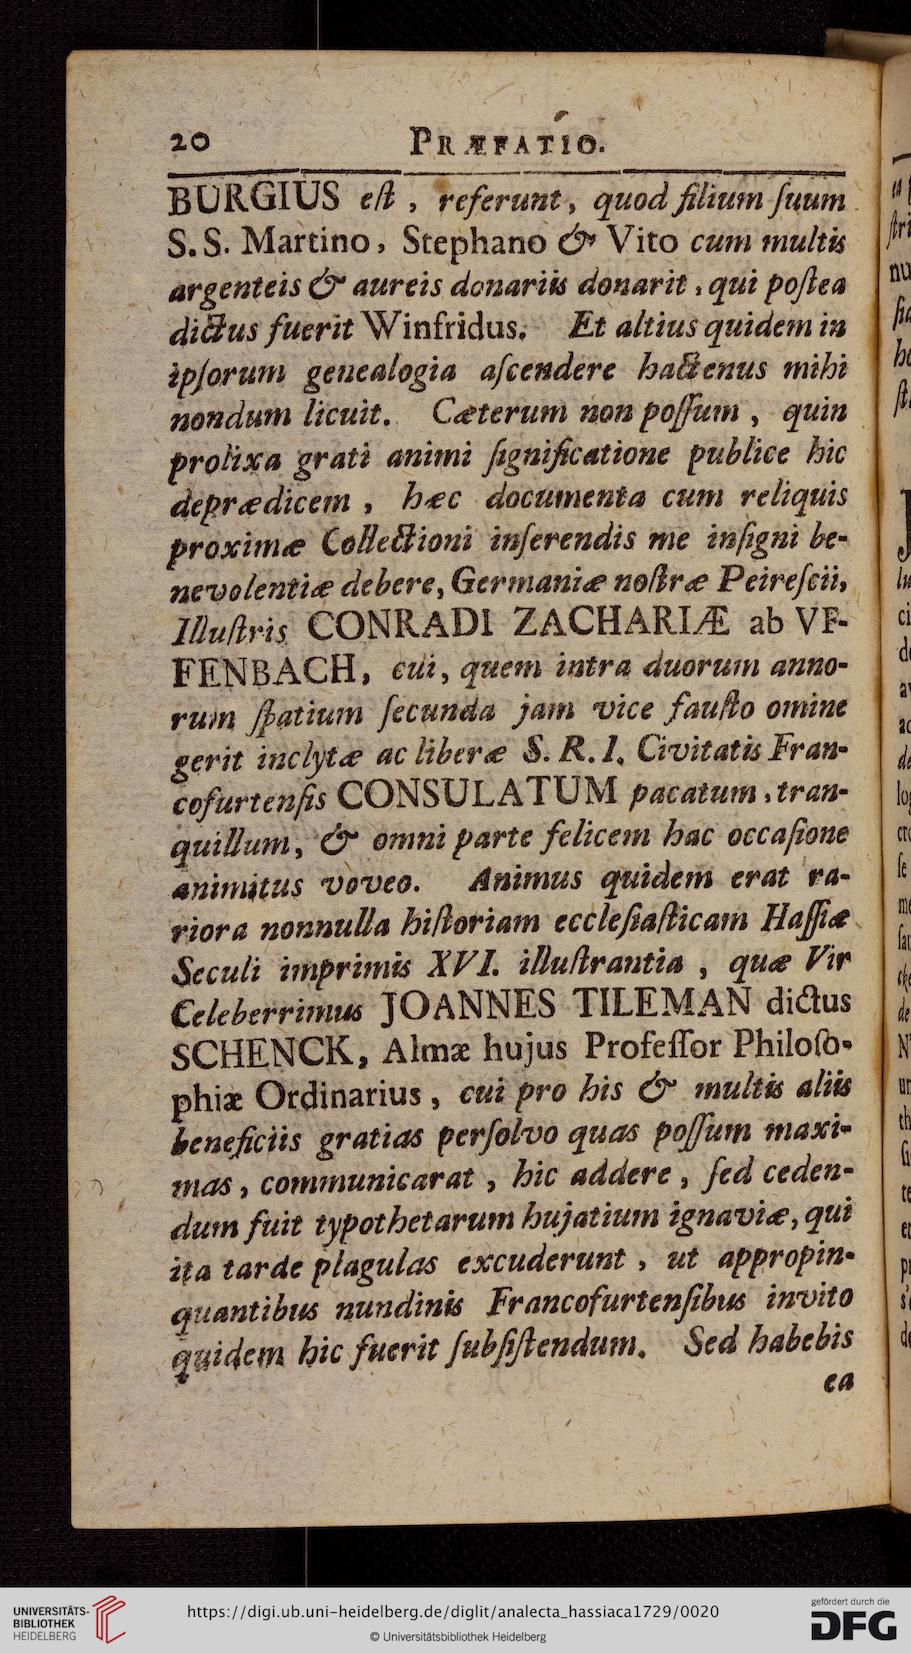 20 PRÆFATIO.
BURGIUS eſt, referunt, quod filium ſuum
S. S. Martino, Stephano & Vito cum multis
argenteis & aureis donariis donarit, qui poſtea
dictus fuerit Winfridus. Et altius quidem in
ipſorum genealogia aſcendere hactenus mihi
nondum licuit. Cæterum non poſſum, quin
prolixa grati animi ſignificatione publice hic
deprædicem, hæc documenta cum reliquis
proximæ Collectioni inſerendis me inſigni be-
nevolentiæ debere, Germaniæ noſtræ Peireſcii,
Illuſtris CONRADI ZACHARIÆ ab VF-
FENBACH, cui, quem intra duorum anno-
rum ſpatium ſecunda jam vice fauſto omine
gerit inclytæ ac liberæ S. R. I. Civitatis Fran-
cofurtenſis CONSULATUM pacatum, tran-
quillum, & omni parte felicem hac occaſione
animitus voveo. Animus quidem erat ra-
riora nonnulla hiſtoriam eccleſiaſticam Haſſiæ
Seculi imprimis XVI. illuſtrantia, quæ Vir
Celeberrimus JOANNES TILEMAN dictus
SCHENCK, Almæ hujus Profeſſor Philoſo-
phiæ Ordinarius, cui pro his & multis aliis
beneficiis gratias perſolvo quas poſſum maxi-
mas, communicarat, hic addere, ſed ceden-
dum fuit typothetarum hujatium ignaviæ, qui
ita tarde plagulas excuderunt, ut appropin-
quantibus nundinis Francofurtenſibus invito
quidem hic fuerit ſubſiſtendum. Sed habebis
ea
UNIVERSITÄTS-
BIBLIOTHEK
HEIDELBERG
https://digi.ub.uni-heidelberg.de/diglit/analecta_hassiaca1729/0020
© Universitätsbibliothek Heidelberg
gefördert durch die
DFG